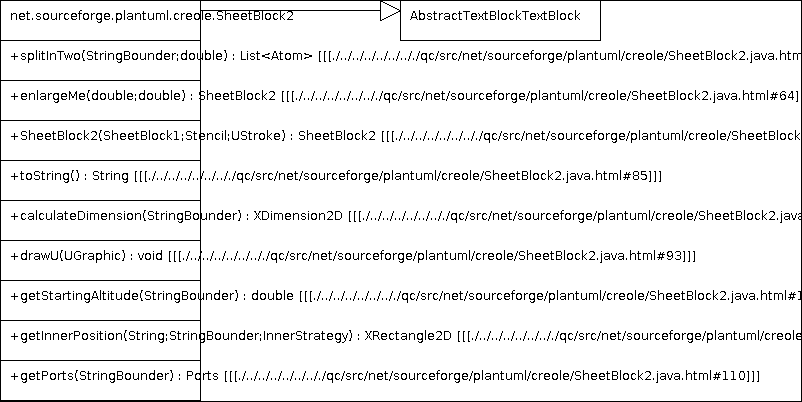 net.sourceforge.plantuml.creole.SheetBlock2
AbstractTextBlockTextBlock
+splitInTwo(StringBounder;double) : List<Atom> [[[./../../../../../../../qc/src/net/sourceforge/plantuml/creole/SheetBlock2.java.htm
+enlargeMe(double;double) : SheetBlock2 [[[./../../../../../../../qc/src/net/sourceforge/plantuml/creole/SheetBlock2.java.html#64]
+SheetBlock2(SheetBlock1;Stencil;UStroke) : SheetBlock2 [[[./../../../../../../../qc/src/net/sourceforge/plantuml/creole/SheetBlock
+toString() : String [[[./../../../../../../../qc/src/net/sourceforge/plantuml/creole/SheetBlock2.java.html#85]]]
+calculateDimension(StringBounder) : XDimension2D [[[./../../../../../../../qc/src/net/sourceforge/plantuml/creole/SheetBlock2.java
+drawU(UGraphic) : void [[[./../../../../../../../qc/src/net/sourceforge/plantuml/creole/SheetBlock2.java.html#93]]]
+getStartingAltitude(StringBounder) : double [[[./../../../../../../../qc/src/net/sourceforge/plantuml/creole/SheetBlock2.java.html#1
+getInnerPosition(String;StringBounder;InnerStrategy) : XRectangle2D [[[./../../../../../../../qc/src/net/sourceforge/plantuml/creole
+getPorts(StringBounder) : Ports [[[./../../../../../../../qc/src/net/sourceforge/plantuml/creole/SheetBlock2.java.html#110]]]